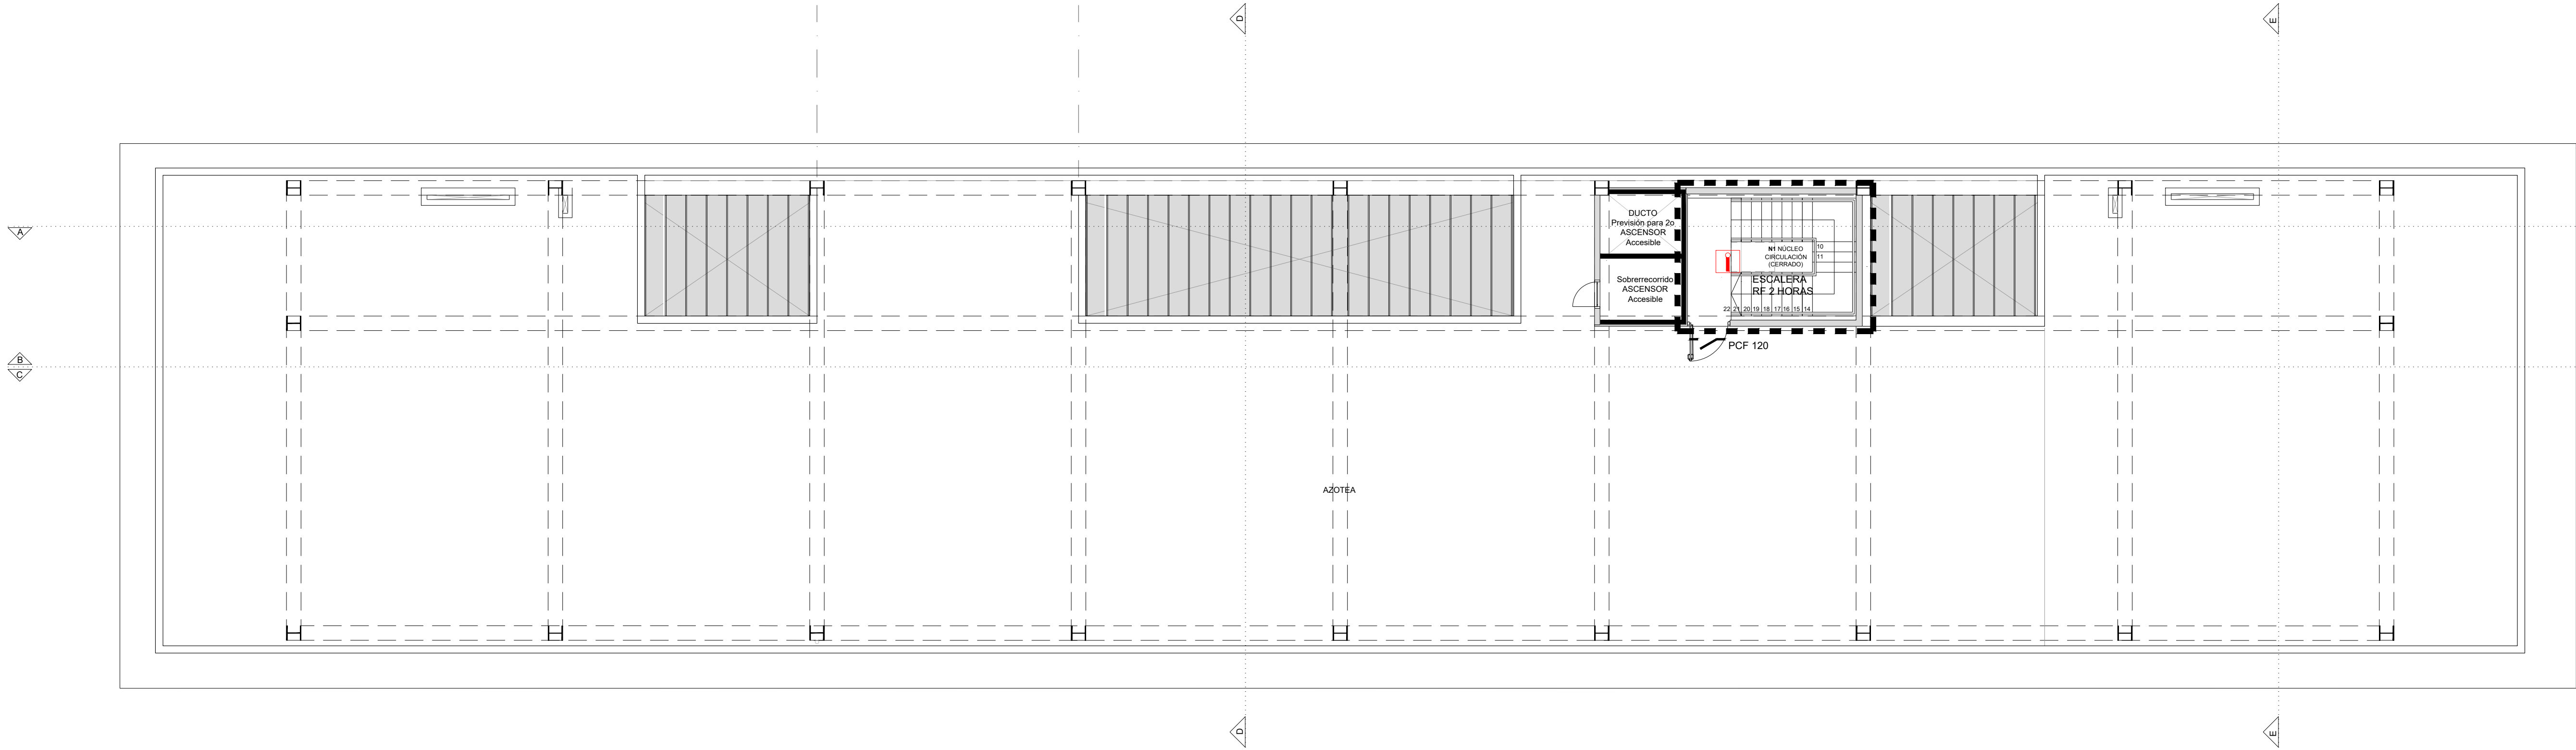 D
E
A
DUCTO
Previsión para 2o
ASCENSOR
Accesible
N1 NÚCLEO
CIRCULACIÓN
(CERRADO)
10
11
Sobrerrecorrido
ASCENSOR
Accesible
ESCALERA
RF 2 HORAS
22 21 20 19 18 17 16 15 14
PCF 120
B
C
AZOTEA
D
E